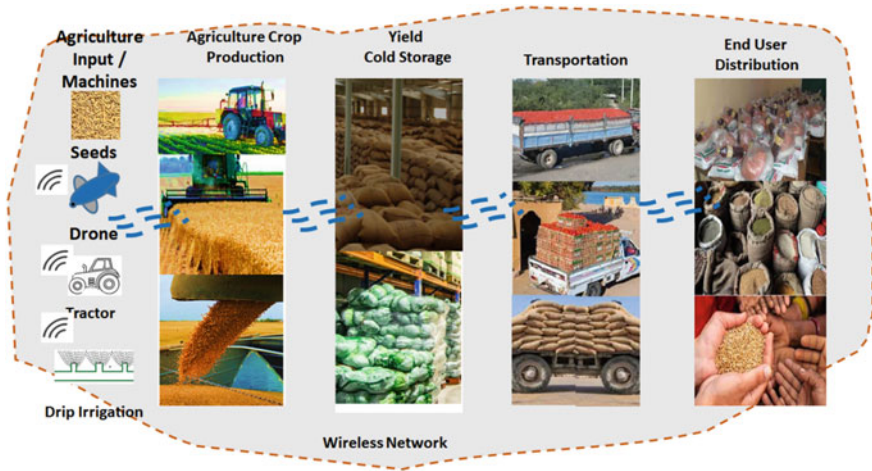 Agriculture
Input /
Machines
Seeds
Drone
Tractor
Drip Irrigation
Agriculture Crop
Production
Yield
Cold Storage
Transportation
End User
Distribution
Wireless Network